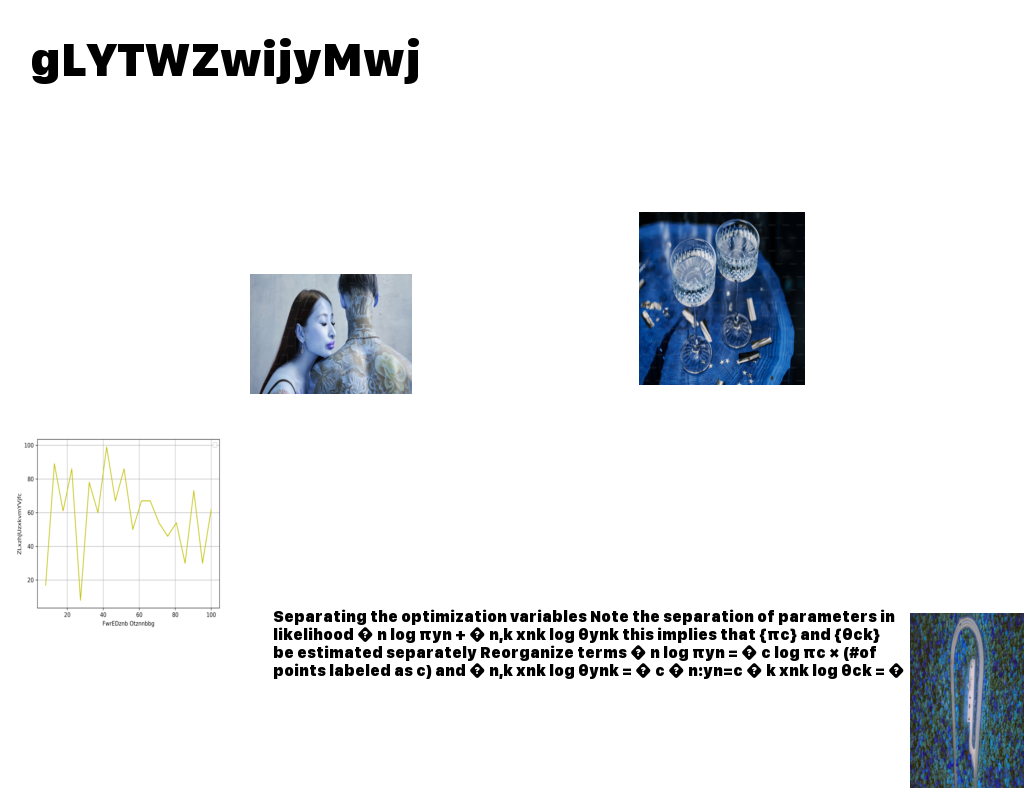 gLYTWZwijyMwj
100
80
60
40
20
20 40 60 80 100
FwrEDznb Otznnbbg
Separating the optimization variables Note the separation of parameters in
likelihood � n log πyn + � n,k xnk log θynk this implies that {πc} and {θck}
be estimated separately Reorganize terms � n log πyn = � c log πc × (#of
points labeled as c) and � n,k xnk log θynk = � c � n:yn=c � k xnk log θck = �